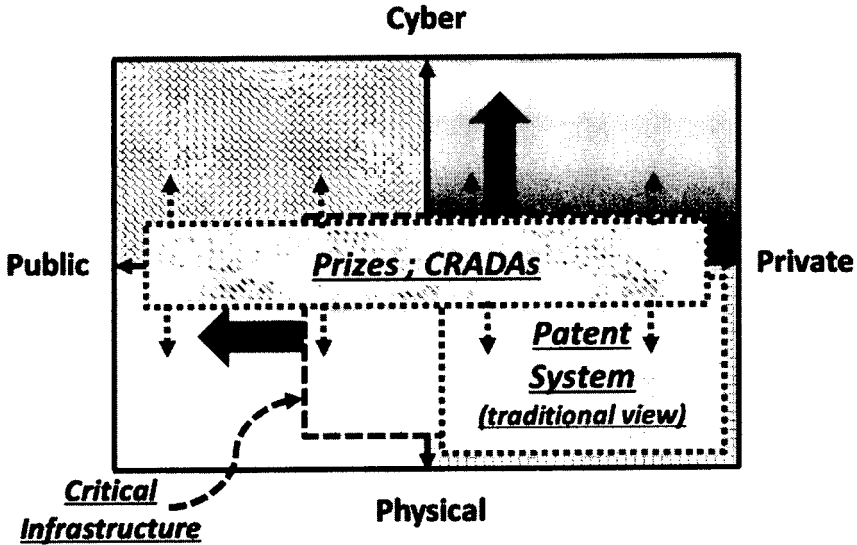 Cyber
Public
Prizes ; CRADAs
Private
Patent
System
(traditional view)
Critical
Infrastructure
Physical